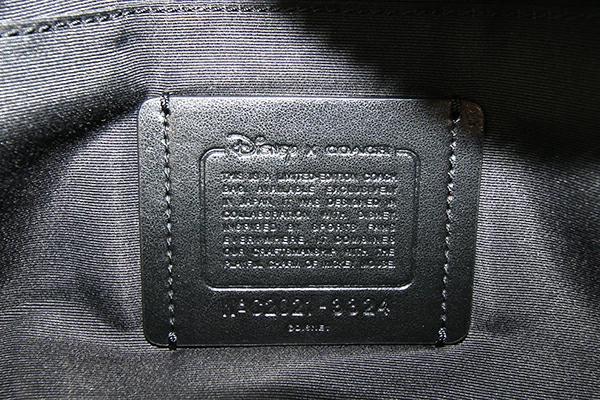 Disney X COACH
THIS IS A LIMITED-EDITION COACH
BAG, AVAILABLE EXCLUSIVELY
IN JAPAN. IT WAS DESIGNED IN
COLLABORATION WITH DISNEY.
INSPIRED BY SPORTS FANS
EVERYWHERE, IT COMBINES
OUR CRAFTSMANSHIP WITH THE
PLAYFUL CHARM OF MICKEY MOUSE.
-3324
©DISNEY